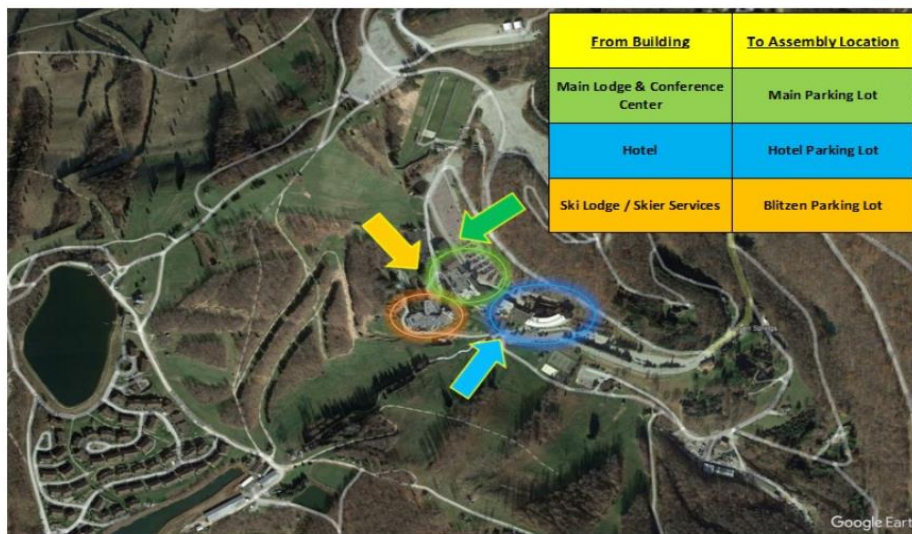 From Building
To Assembly Location
Main Lodge & Conference
Center
Main Parking Lot
Hotel
Hotel Parking Lot
Ski Lodge / Skier Services
Blitzen Parking Lot
Google Eart